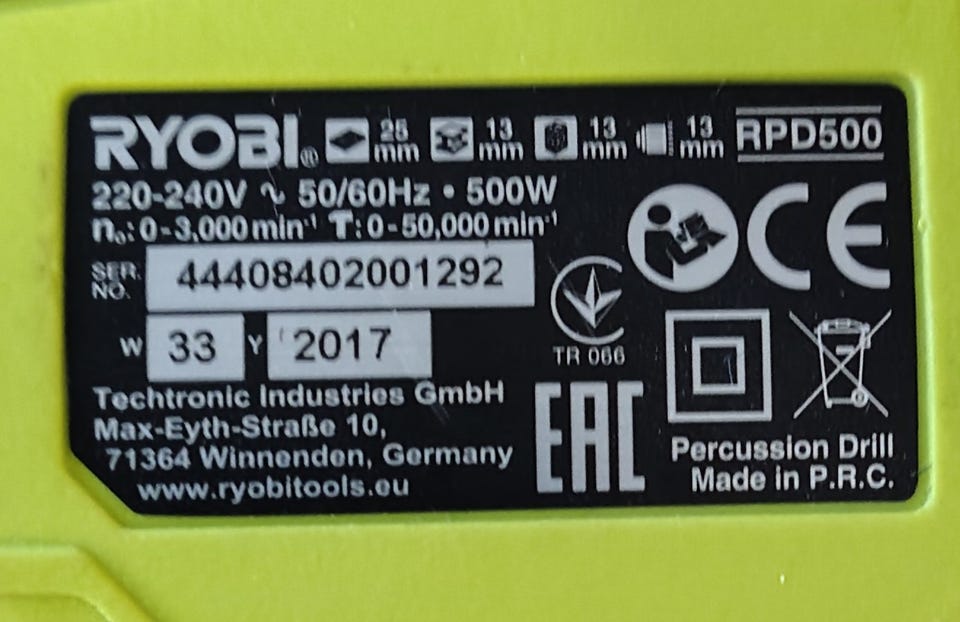 RYOBI® 25 mm 13 mm 13 mm 13 mm RPD500
220-240V ~ 50/60Hz • 500W
n₀: 0-3,000 min⁻¹ T: 0-50,000 min⁻¹
SER. NO. 44408402001292
W 33 Y 2017
TR 066
CE
EAC
Techtronic Industries GmbH
Max-Eyth-Straße 10,
71364 Winnenden, Germany
www.ryobitools.eu
Percussion Drill
Made in P.R.C.